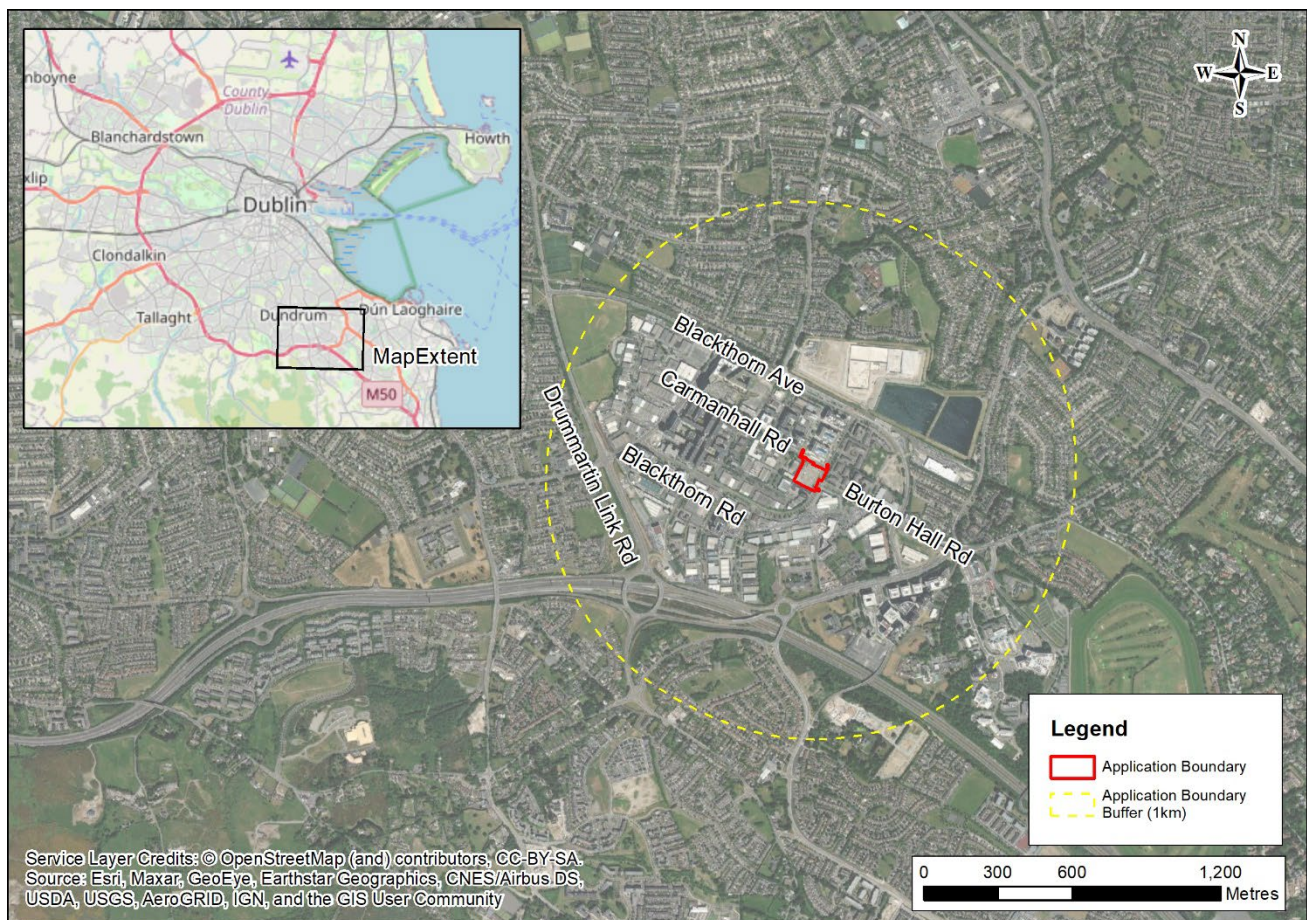 N
W E
S
nboyne
County
Dublin
Blanchardstown
Howth
xlip
Dublin
Clondalkin
Tallaght
Dundrum
Dún Laoghaire
MapExtent
M50
Blackthorn Ave
Carmanhall Rd
Drummartin Link Rd
Blackthorn Rd
Burton Hall Rd
Legend
Application Boundary
Application Boundary
Buffer (1km)
Service Layer Credits: © OpenStreetMap (and) contributors, CC-BY-SA.
Source: Esri, Maxar, GeoEye, Earthstar Geographics, CNES/Airbus DS,
USDA, USGS, AeroGRID, IGN, and the GIS User Community
0 300 600 1,200
Metres